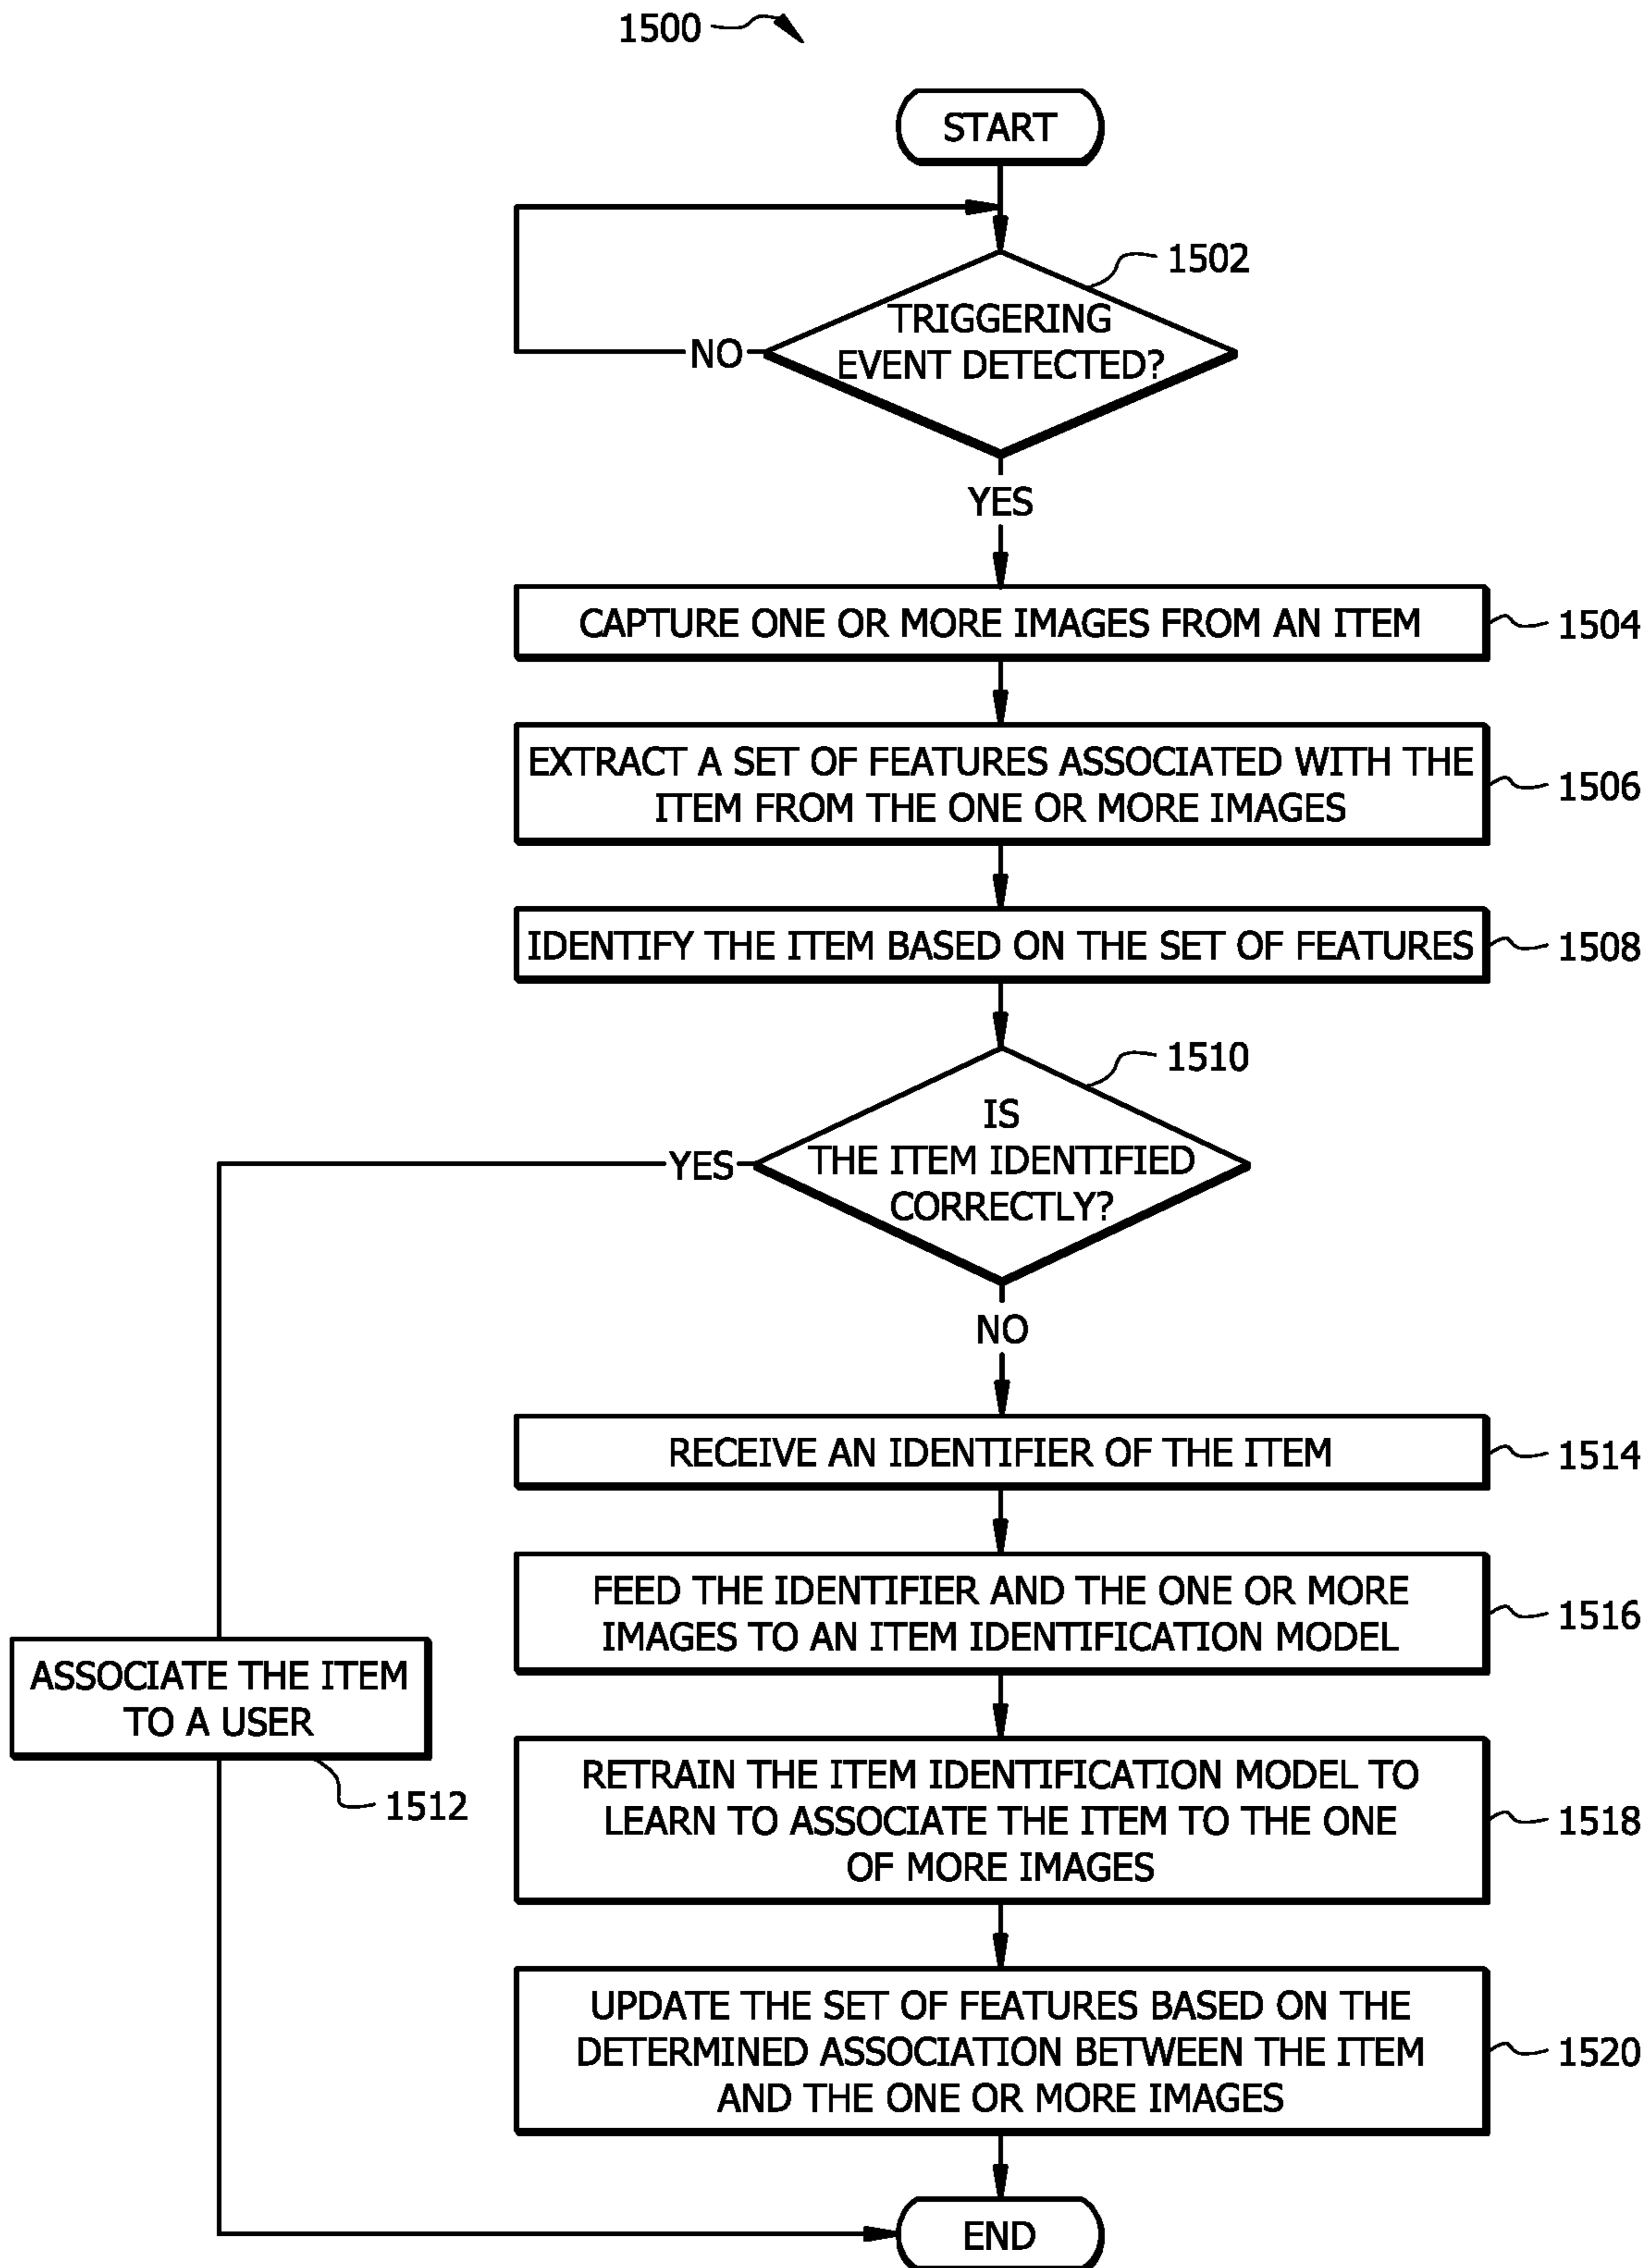 1500
START
1502
TRIGGERING
EVENT DETECTED?
NO
YES
CAPTURE ONE OR MORE IMAGES FROM AN ITEM
1504
EXTRACT A SET OF FEATURES ASSOCIATED WITH THE
ITEM FROM THE ONE OR MORE IMAGES
1506
IDENTIFY THE ITEM BASED ON THE SET OF FEATURES
1508
1510
IS
THE ITEM IDENTIFIED
CORRECTLY?
YES
NO
RECEIVE AN IDENTIFIER OF THE ITEM
1514
FEED THE IDENTIFIER AND THE ONE OR MORE
IMAGES TO AN ITEM IDENTIFICATION MODEL
1516
ASSOCIATE THE ITEM
TO A USER
1512
RETRAIN THE ITEM IDENTIFICATION MODEL TO
LEARN TO ASSOCIATE THE ITEM TO THE ONE
OF MORE IMAGES
1518
UPDATE THE SET OF FEATURES BASED ON THE
DETERMINED ASSOCIATION BETWEEN THE ITEM
AND THE ONE OR MORE IMAGES
1520
END